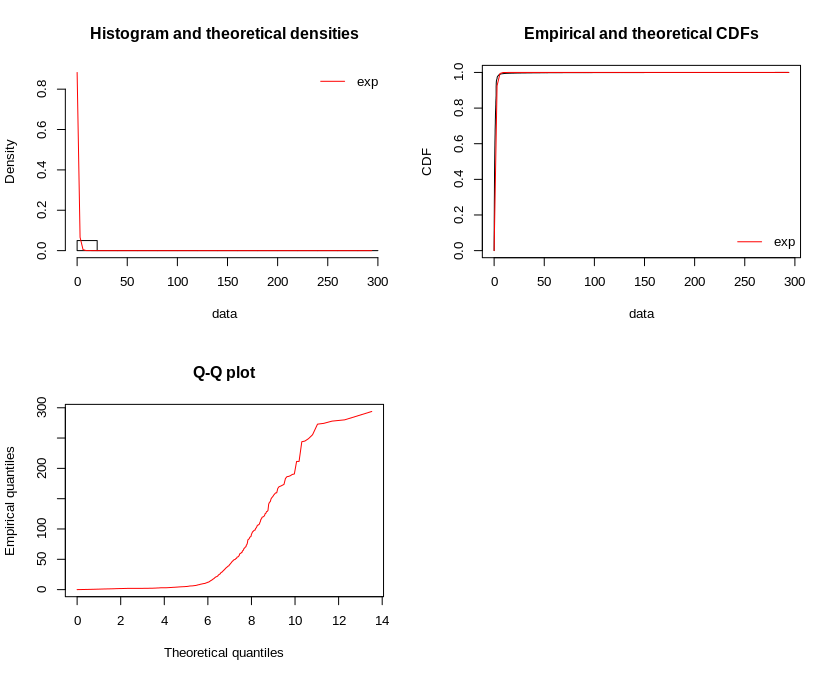 Histogram and theoretical densities
Density
0.0 0.2 0.4 0.6 0.8
exp
0 50 100 150 200 250 300
data
Empirical and theoretical CDFs
CDF
0.0 0.2 0.4 0.6 0.8 1.0
exp
0 50 100 150 200 250 300
data
Q-Q plot
Empirical quantiles
0 50 100 200 300
0 2 4 6 8 10 12 14
Theoretical quantiles